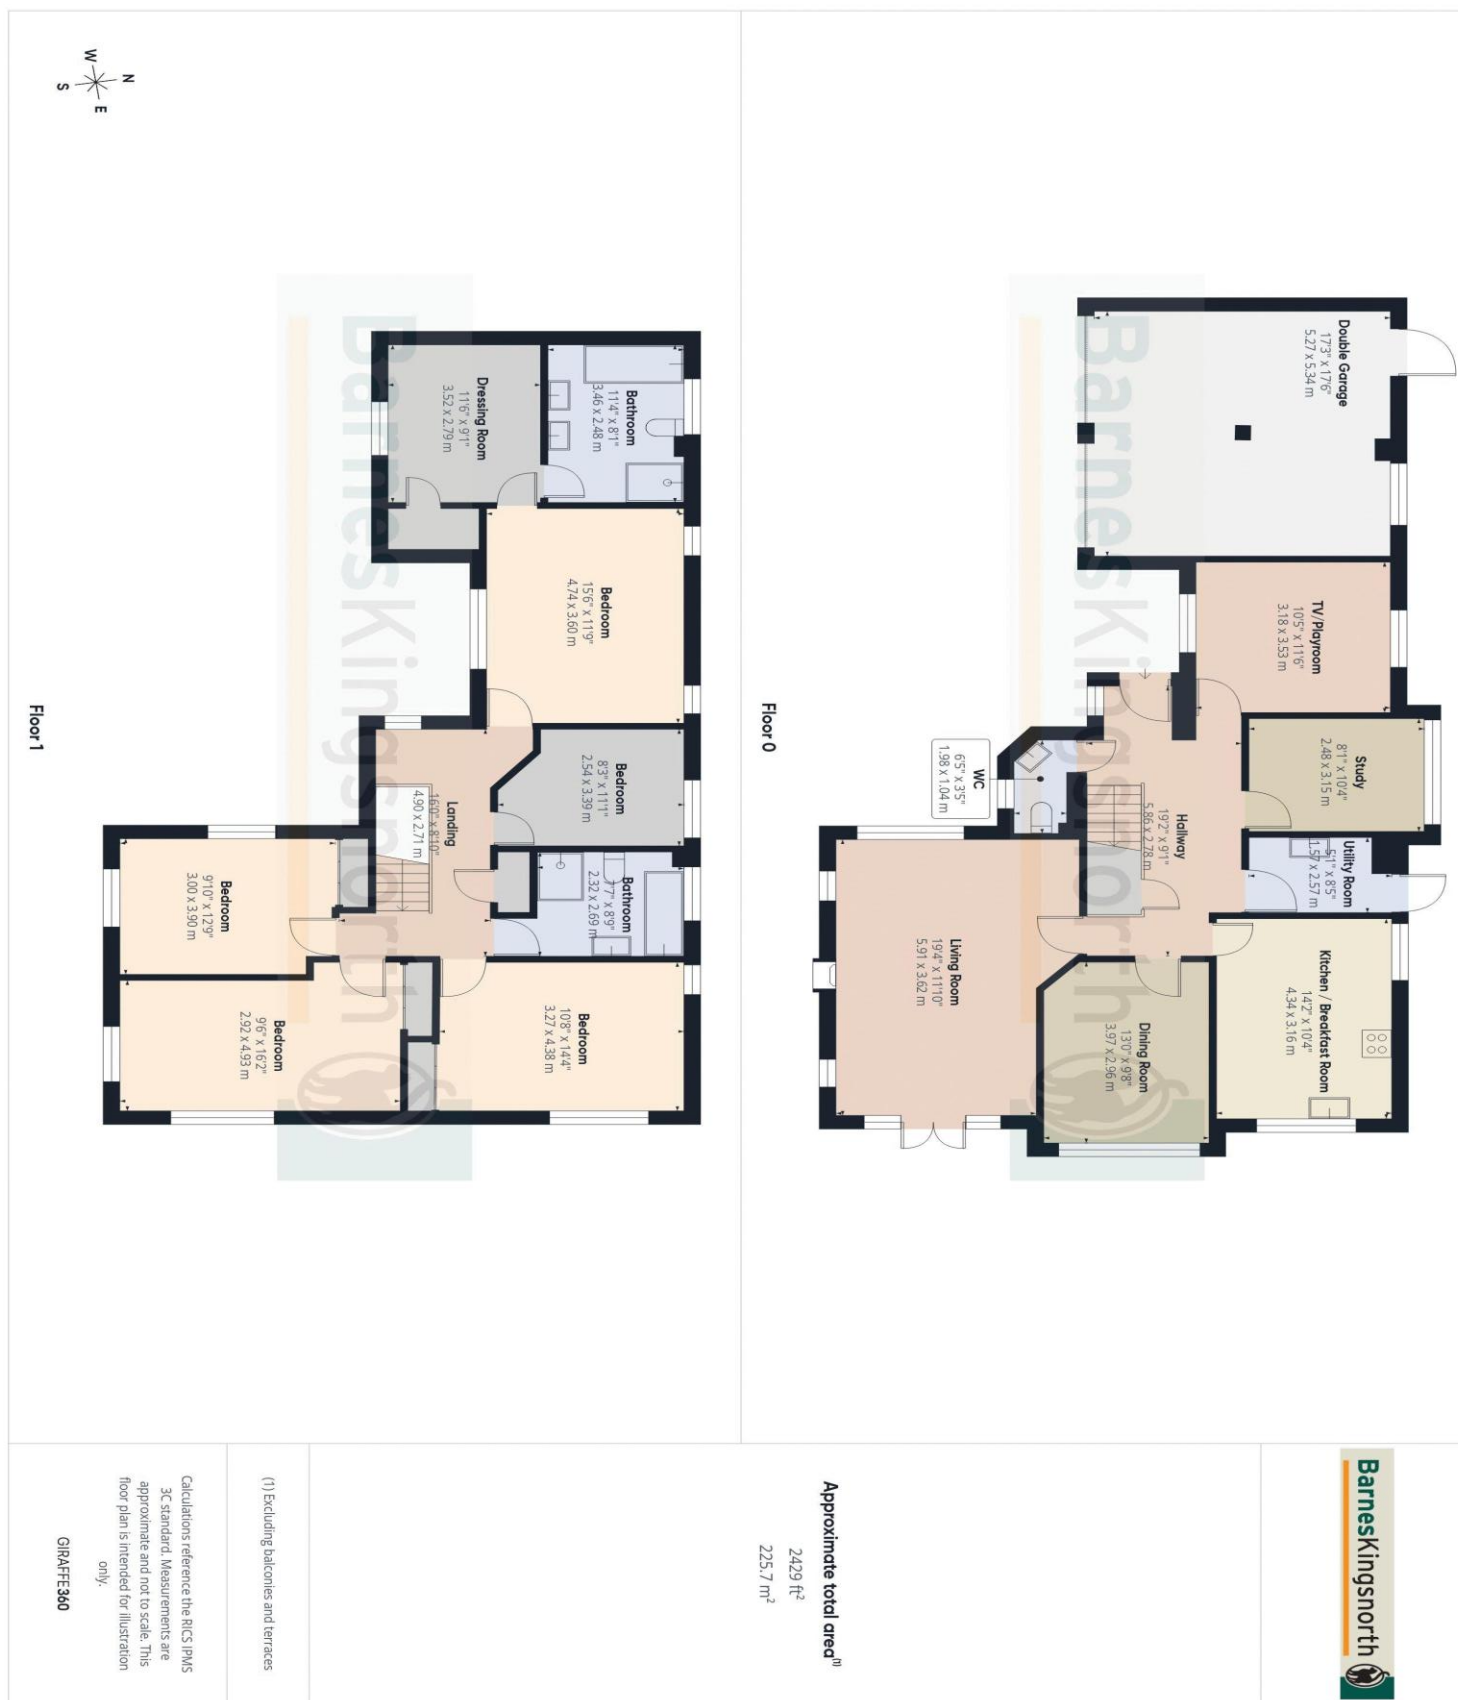 BarnesKingsnorth
Double Garage
17'3" x 17'6"
5.27 x 5.34 m
TV/Playroom
10'5" x 11'6"
3.18 x 3.53 m
Study
8'1" x 10'4"
2.48 x 3.15 m
Utility Room
5'1" x 8'5"
1.57 x 2.57 m
Kitchen / Breakfast Room
14'2" x 10'4"
4.34 x 3.16 m
Hallway
19'2" x 9'1"
5.86 x 2.78 m
Dining Room
13'0" x 9'8"
3.97 x 2.96 m
WC
6'5" x 3'5"
1.98 x 1.04 m
Living Room
19'4" x 11'10"
5.91 x 3.62 m
BarnesKingsnorth
Floor 0
Approximate total area(1)
2429 ft²
225.7 m²
Bathroom
11'4" x 8'1"
3.46 x 2.48 m
Dressing Room
11'6" x 9'1"
3.52 x 2.79 m
Bedroom
15'6" x 11'9"
4.74 x 3.60 m
Bedroom
8'3" x 11'1"
2.54 x 3.39 m
Bathroom
7'7" x 8'9"
2.32 x 2.69 m
Bedroom
10'8" x 14'4"
3.27 x 4.38 m
Landing
16'0" x 8'10"
4.90 x 2.71 m
Bedroom
9'10" x 12'9"
3.00 x 3.90 m
Bedroom
9'6" x 16'2"
2.92 x 4.93 m
BarnesKingsnorth
N
E
S
W
Floor 1
(1) Excluding balconies and terraces
Calculations reference the RICS IPMS
3C standard. Measurements are
approximate and not to scale. This
floor plan is intended for illustration
only.
GIRAFFE360